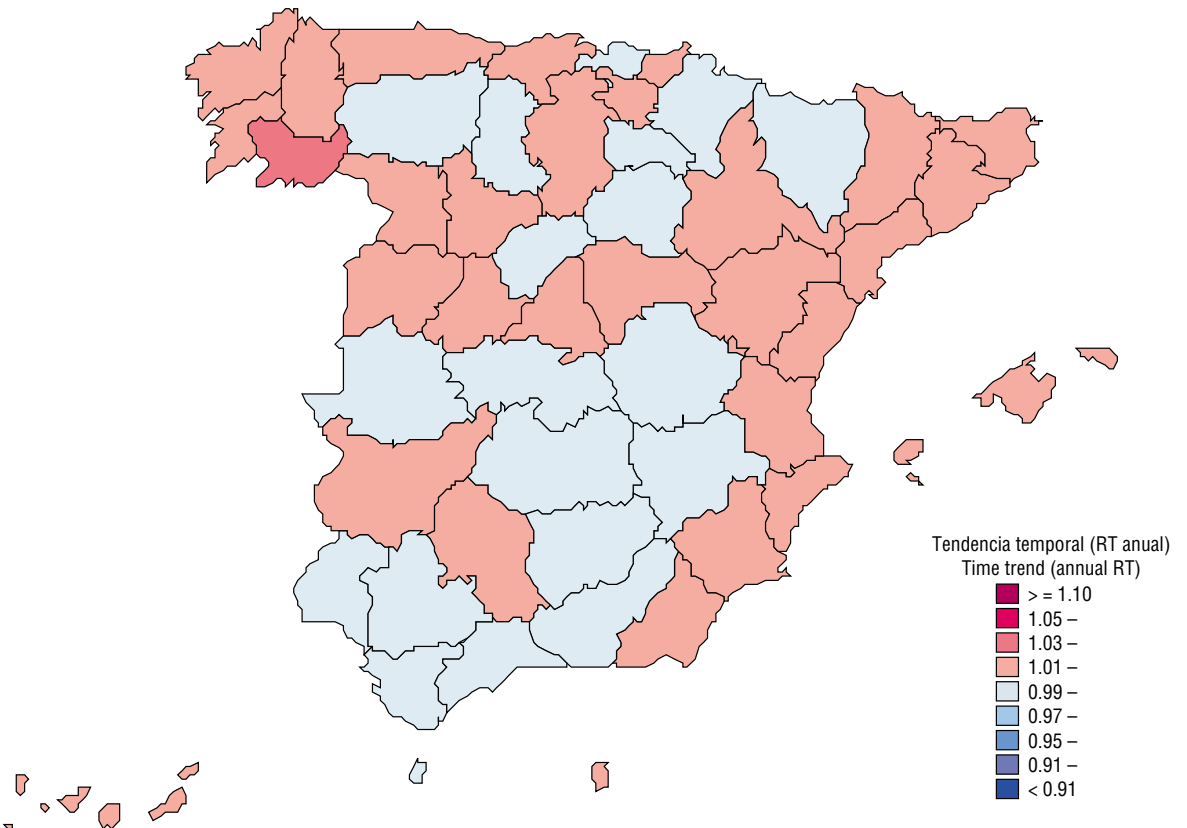 Tendencia temporal (RT anual)
Time trend (annual RT)
> = 1.10
1.05 –
1.03 –
1.01 –
0.99 –
0.97 –
0.95 –
0.91 –
< 0.91